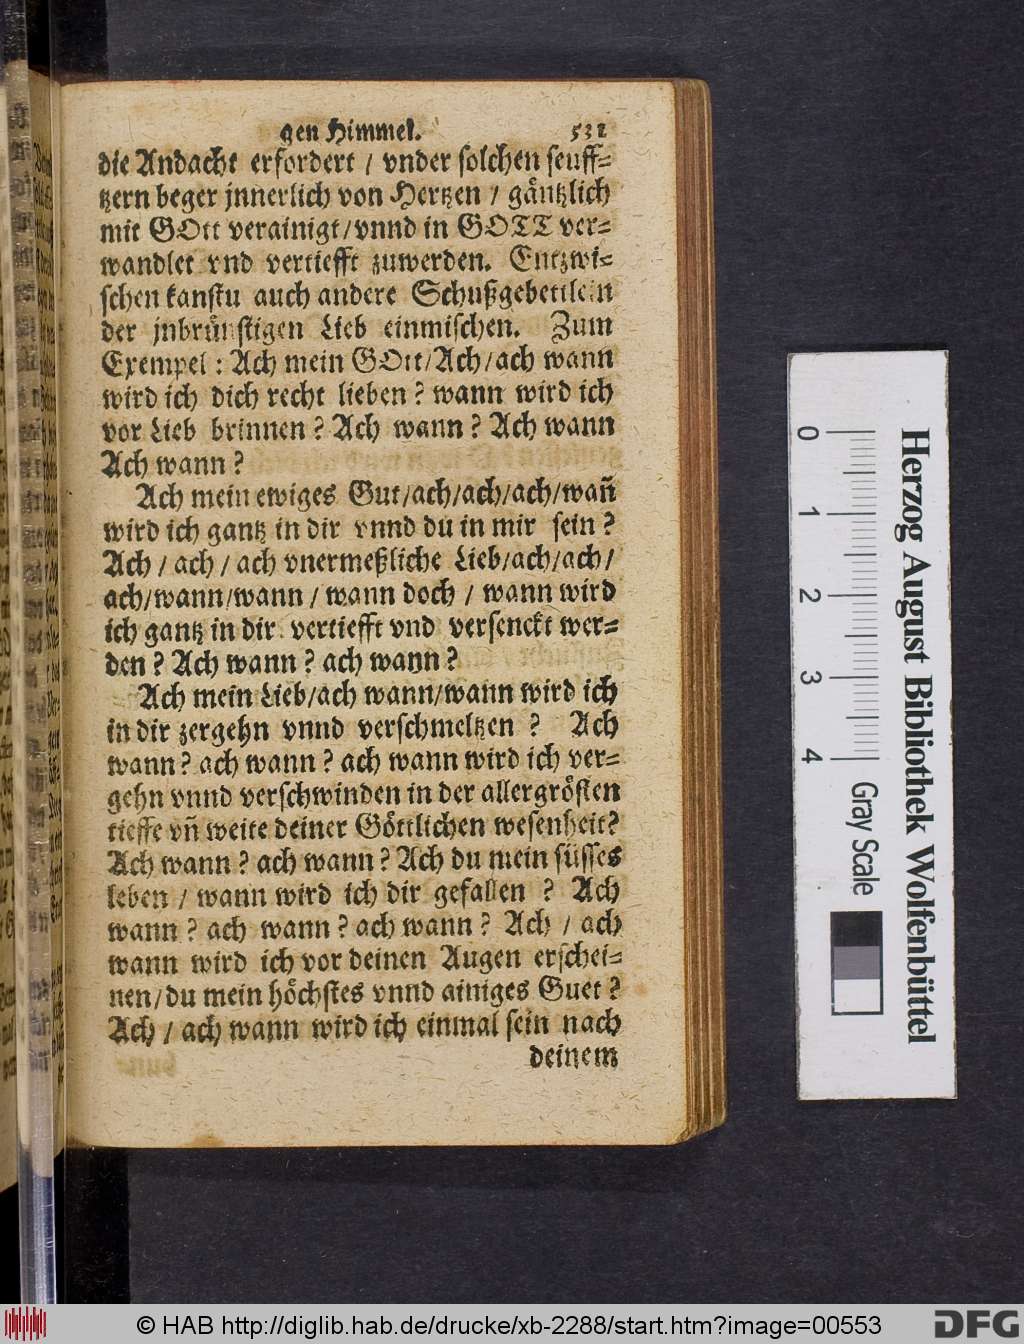 gen Himmel. 531
die Andacht erfordert / vnder solchen seuff-
tzern beger jnnerlich von Hertzen / gäntzlich
mit GOtt verainigt/vnnd in GOTT ver-
wandlet vnd vertiefft zuwerden. Entzwi-
schen kanstu auch andere Schußgebettlein
der jnbrünstigen Lieb einmischen. Zum
Exempel : Ach mein GOtt/Ach/ach wann
wird ich dich recht lieben ? wann wird ich
vor Lieb brinnen ? Ach wann ? Ach wann
Ach wann ?
Ach mein ewiges Gut/ach/ach/ach/wañ
wird ich gantz in dir vnnd du in mir sein ?
Ach / ach / ach vnermeßliche Lieb/ach/ach/
ach/wann/wann / wann doch / wann wird
ich gantz in dir vertiefft vnd versenckt wer-
den ? Ach wann ? ach wann ?
Ach mein Lieb/ach wann/wann wird ich
in dir zergehn vnnd verschmeltzen ? Ach
wann ? ach wann ? ach wann wird ich ver-
gehn vnnd verschwinden in der allergrösten
tieffe vñ weite deiner Göttlichen wesenheit?
Ach wann ? ach wann ? Ach du mein süsses
leben / wann wird ich dir gefallen ? Ach
wann ? ach wann ? ach wann ? Ach / ach
wann wird ich vor deinen Augen erschei-
nen/du mein höchstes vnnd ainiges Guet ?
Ach / ach wann wird ich einmal sein nach
deinem
Herzog August Bibliothek Wolfenbüttel
0 1 2 3 4 Gray Scale
© HAB http://diglib.hab.de/drucke/xb-2288/start.htm?image=00553
DFG